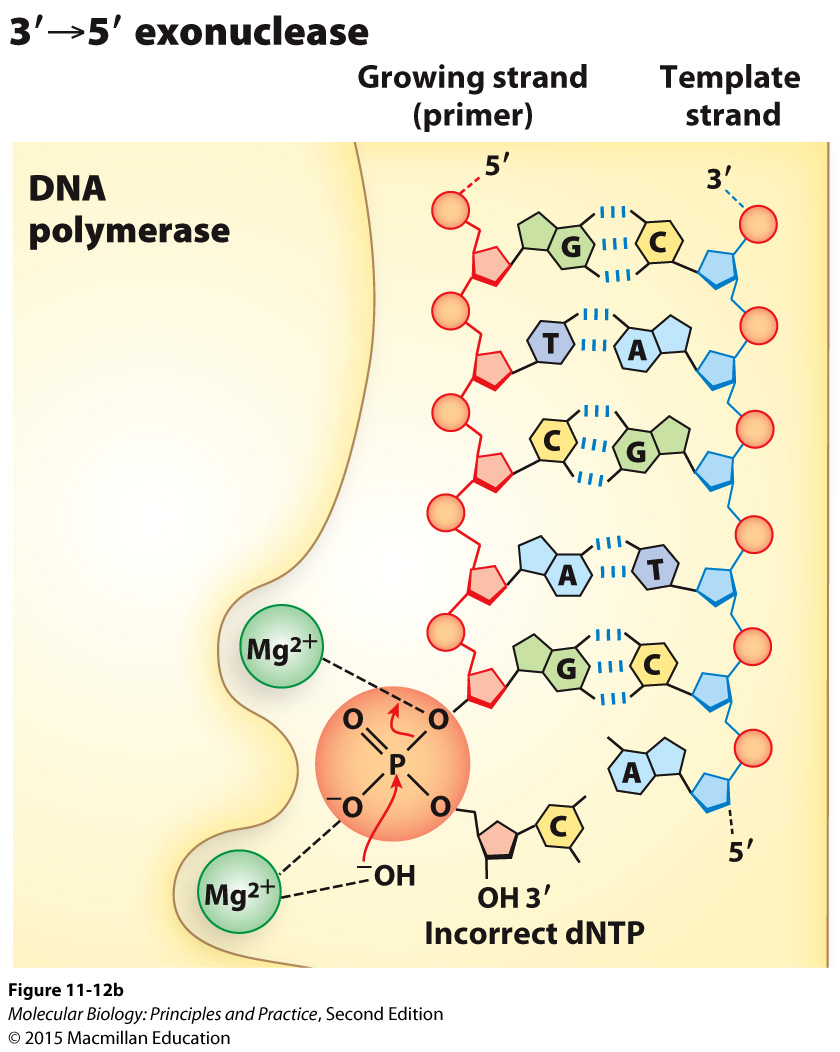 3′→5′ exonuclease
Growing strand
(primer)
Template
strand
DNA
polymerase
5′
3′
G C
T A
C G
A T
G C
Mg2+
O O
P
A
−O O
C
5′
−OH
Mg2+
OH 3′
Incorrect dNTP
Figure 11-12b
Molecular Biology: Principles and Practice, Second Edition
© 2015 Macmillan Education